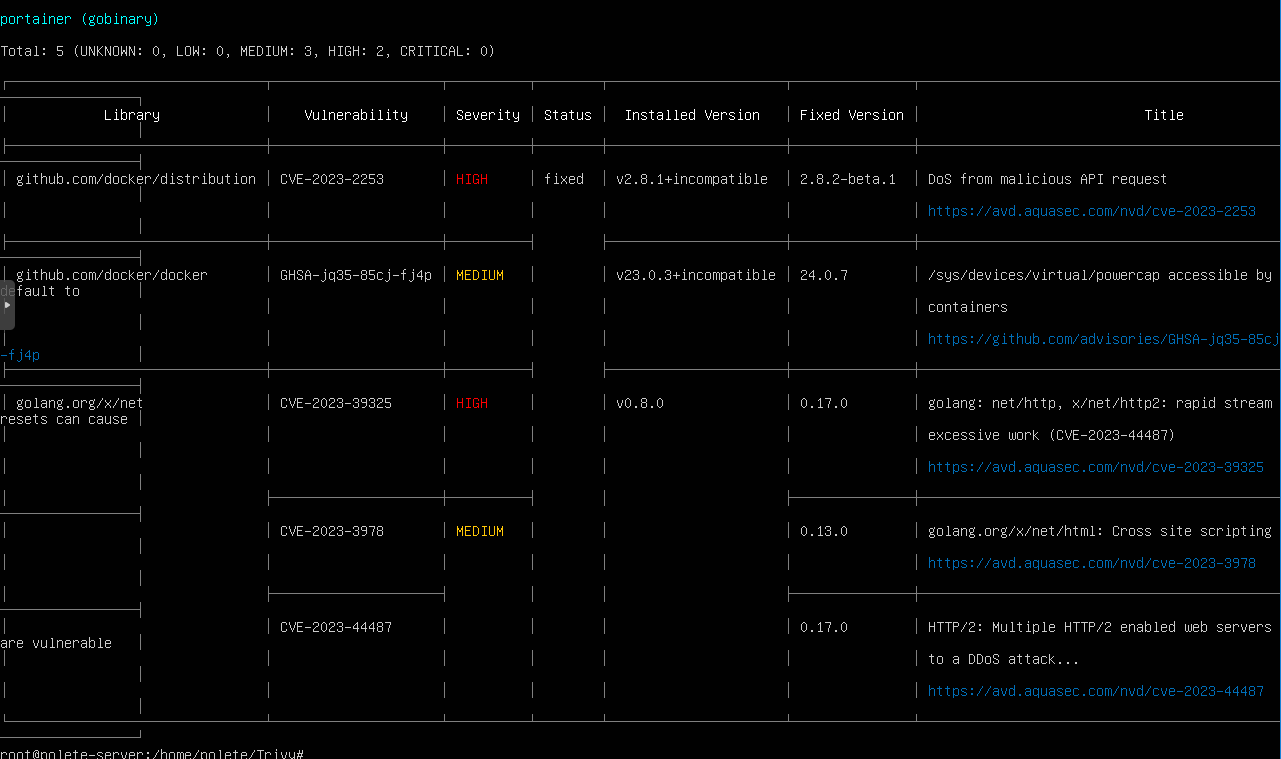 portainer (gobinary)
Total: 5 (UNKNOWN: 0, LOW: 0, MEDIUM: 3, HIGH: 2, CRITICAL: 0)
Library Vulnerability Severity Status Installed Version Fixed Version Title
github.com/docker/distribution CVE-2023-2253 HIGH fixed v2.8.1+incompatible 2.8.2-beta.1 DoS from malicious API request
https://avd.aquasec.com/nvd/cve-2023-2253
github.com/docker/docker GHSA-jq35-85cj-fj4p MEDIUM v23.0.3+incompatible 24.0.7 /sys/devices/virtual/powercap accessible by
default to
containers
https://github.com/advisories/GHSA-jq35-85cj
-fj4p
golang.org/x/net CVE-2023-39325 HIGH v0.8.0 0.17.0 golang: net/http, x/net/http2: rapid stream
resets can cause
excessive work (CVE-2023-44487)
https://avd.aquasec.com/nvd/cve-2023-39325
CVE-2023-3978 MEDIUM 0.13.0 golang.org/x/net/html: Cross site scripting
https://avd.aquasec.com/nvd/cve-2023-3978
CVE-2023-44487 0.17.0 HTTP/2: Multiple HTTP/2 enabled web servers
are vulnerable
to a DDoS attack...
https://avd.aquasec.com/nvd/cve-2023-44487
root@polete-server:/home/polete/Trivy#